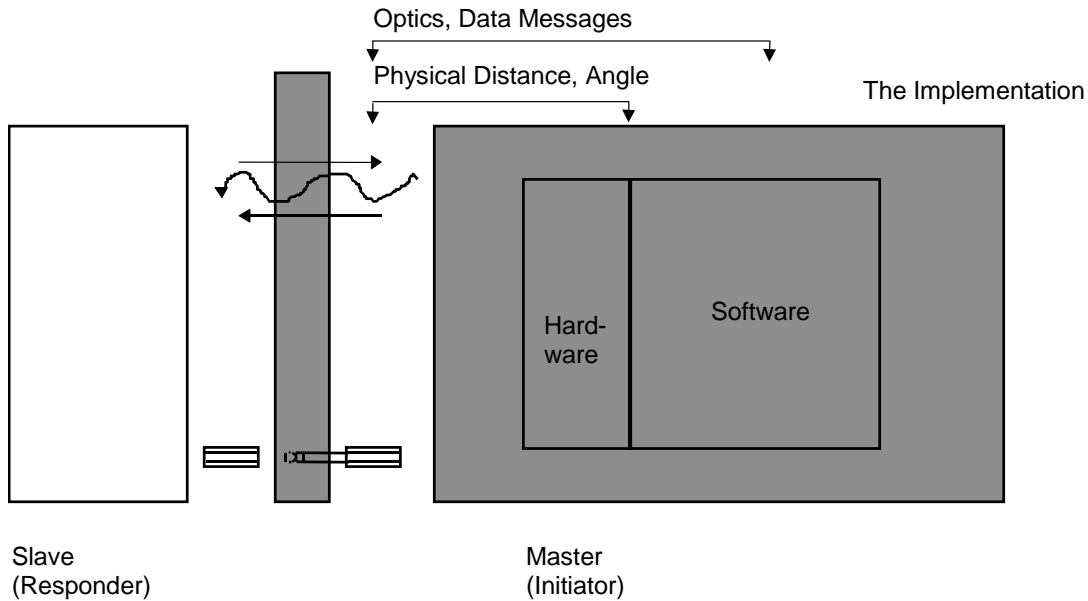 Optics, Data Messages
Physical Distance, Angle
The Implementation
Hard-
ware
Software
Slave
(Responder)
Master
(Initiator)